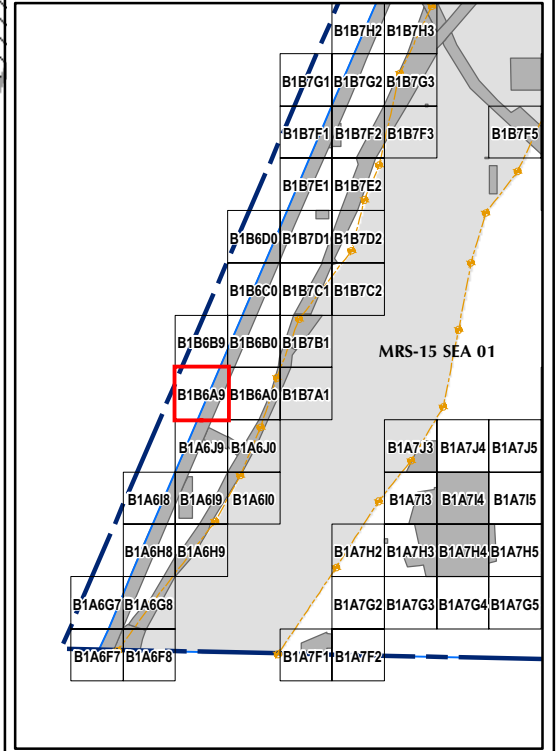 B1B7H2 B1B7H3
B1B7G1 B1B7G2 B1B7G3
B1B7F1 B1B7F2 B1B7F3 B1B7F5
B1B7E1 B1B7E2
B1B6D0 B1B7D1 B1B7D2
B1B6C0 B1B7C1 B1B7C2
B1B6B9 B1B6B0 B1B7B1
MRS-15 SEA 01
B1B6A9 B1B6A0 B1B7A1
B1A6J9 B1A6J0 B1A7J3 B1A7J4 B1A7J5
B1A6I8 B1A6I9 B1A6I0 B1A7I3 B1A7I4 B1A7I5
B1A6H8 B1A6H9 B1A7H2 B1A7H3 B1A7H4 B1A7H5
B1A6G7 B1A6G8 B1A7G2 B1A7G3 B1A7G4 B1A7G5
B1A6F7 B1A6F8 B1A7F1 B1A7F2